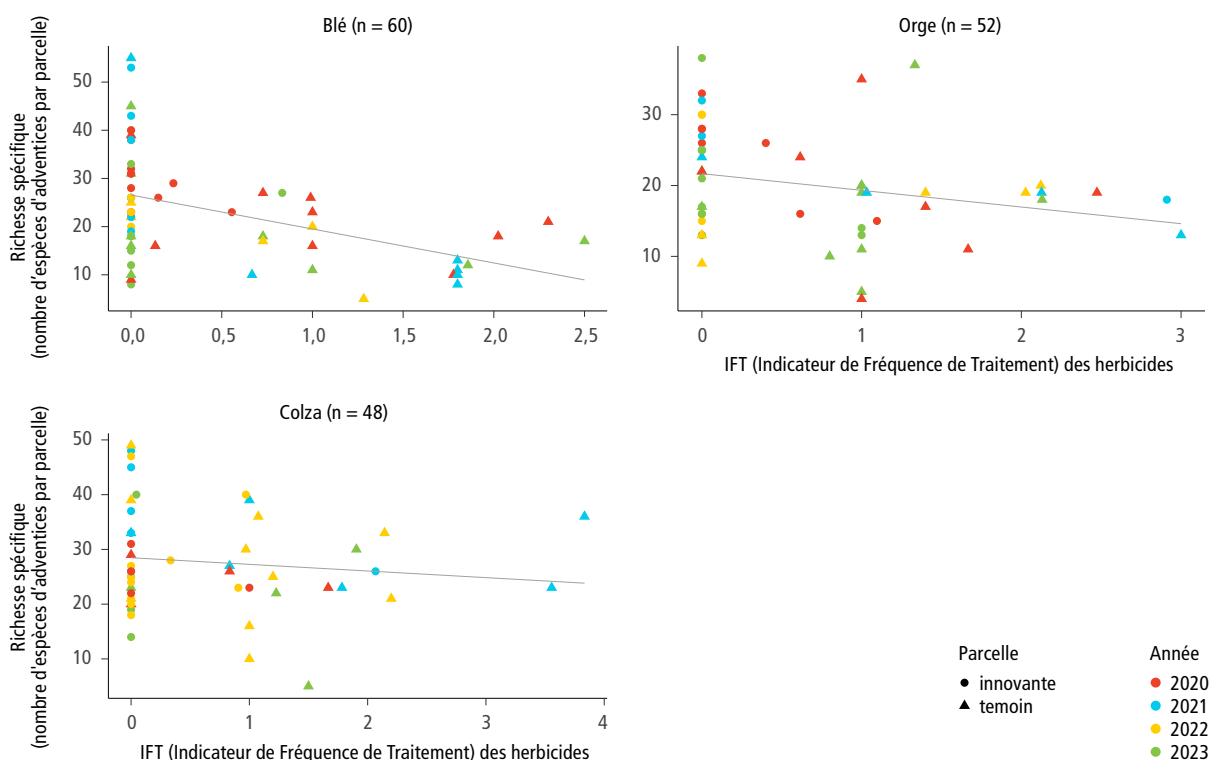 Blé (n = 60)
Richesse spécifique
(nombre d'espèces d'adventices par parcelle)
50
40
30
20
10
0,0
0,5
1,0
1,5
2,0
2,5
Orge (n = 52)
30
20
10
0
1
2
3
IFT (Indicateur de Fréquence de Traitement) des herbicides
Colza (n = 48)
Richesse spécifique
(nombre d'espèces d'adventices par parcelle)
50
40
30
20
10
0
1
2
3
4
IFT (Indicateur de Fréquence de Traitement) des herbicides
Parcelle
innovante
temoin
Année
2020
2021
2022
2023